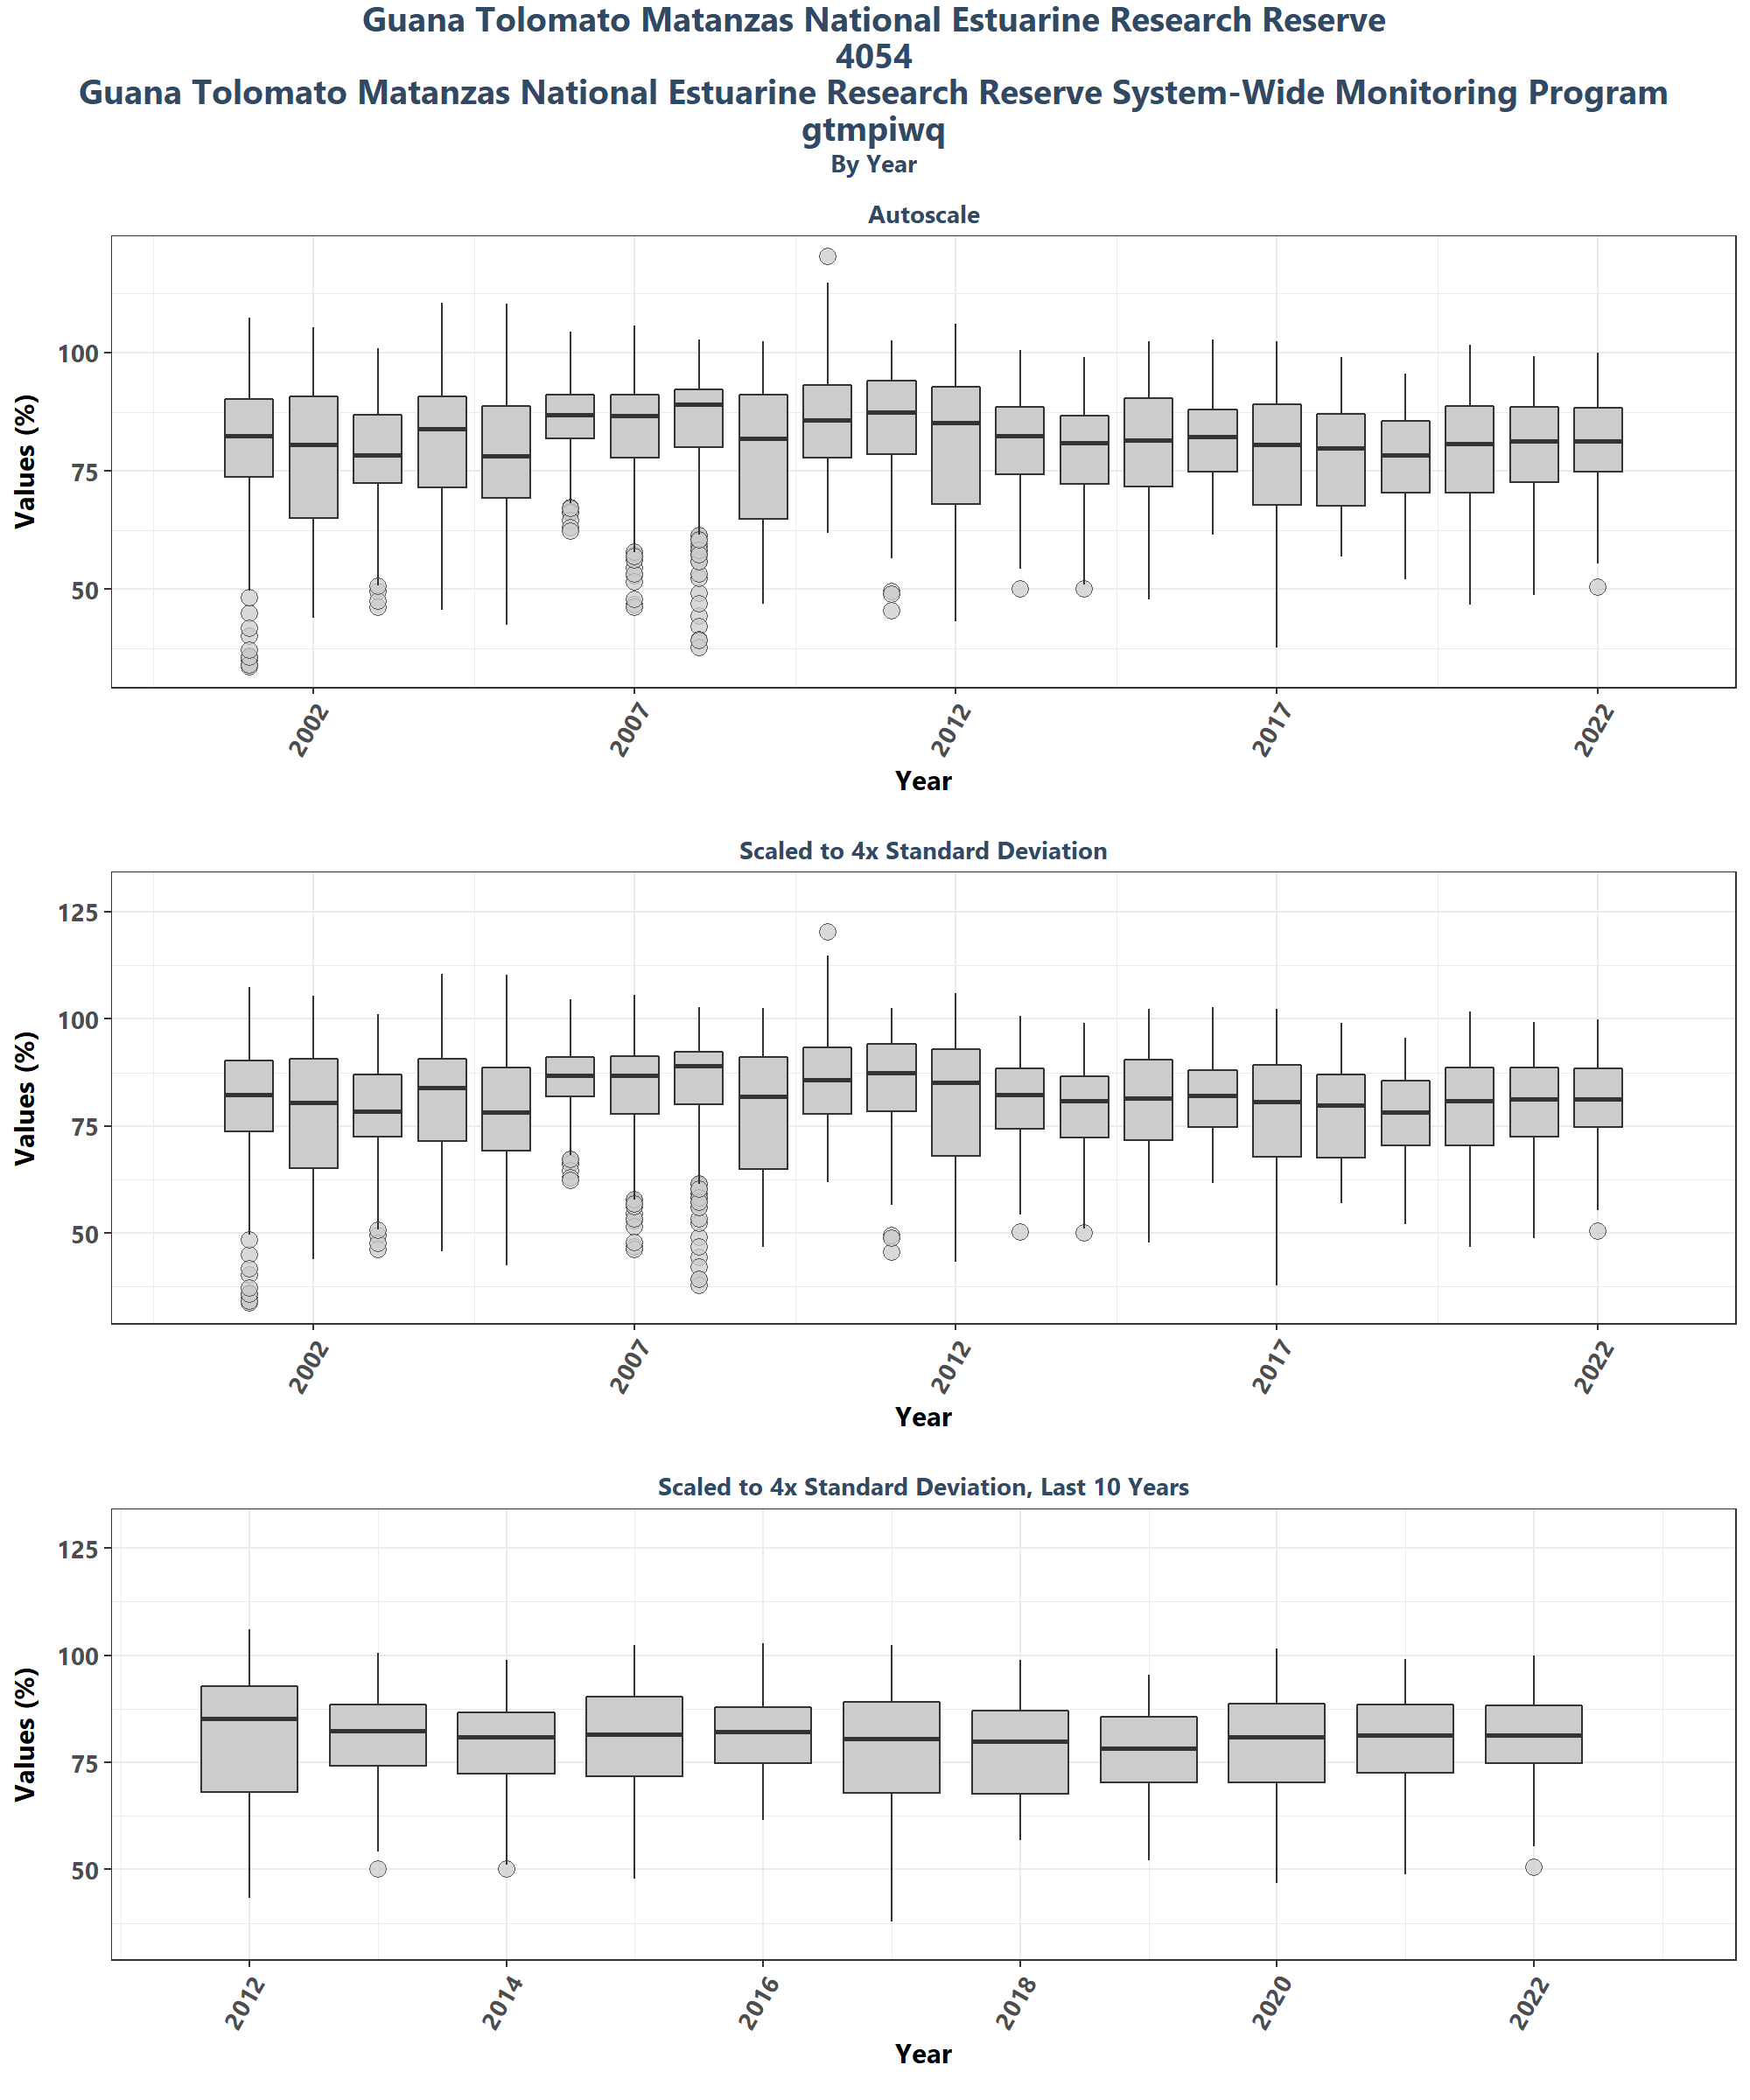 Guana Tolomato Matanzas National Estuarine Research Reserve
4054
Guana Tolomato Matanzas National Estuarine Research Reserve System-Wide Monitoring Program
gtmpiwq
By Year
Autoscale
Values (%)
100
75
50
2002 2007 2012 2017 2022
Year
Scaled to 4x Standard Deviation
Values (%)
125
100
75
50
2002 2007 2012 2017 2022
Year
Scaled to 4x Standard Deviation, Last 10 Years
Values (%)
125
100
75
50
2012 2014 2016 2018 2020 2022
Year